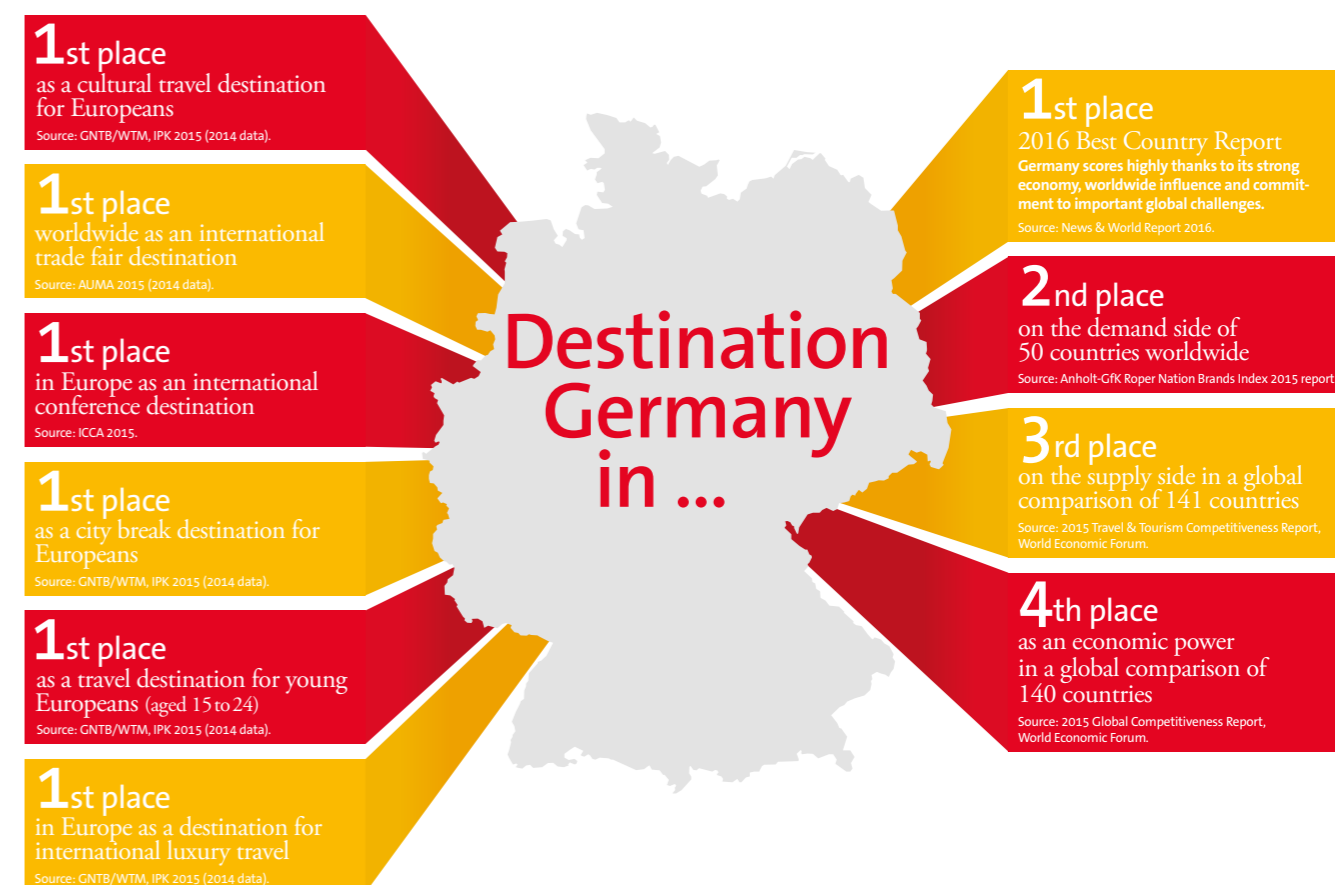 1st place
as a cultural travel destination
for Europeans
Source: GNTB/WTM, IPK 2015 (2014 data).
1st place
worldwide as an international
trade fair destination
Source: AUMA 2015 (2014 data).
1st place
in Europe as an international
conference destination
Source: ICCA 2015.
1st place
as a city break destination for
Europeans
Source: GNTB/WTM, IPK 2015 (2014 data).
1st place
as a travel destination for young
Europeans (aged 15 to 24)
Source: GNTB/WTM, IPK 2015 (2014 data).
1st place
in Europe as a destination for
international luxury travel
Source: GNTB/WTM, IPK 2015 (2014 data).
Destination
Germany
in ...
1st place
2016 Best Country Report
Germany scores highly thanks to its strong
economy, worldwide influence and commit-
ment to important global challenges.
Source: News & World Report 2016.
2nd place
on the demand side of
50 countries worldwide
Source: Anholt-GfK Roper Nation Brands Index 2015 report
3rd place
on the supply side in a global
comparison of 141 countries
Source: 2015 Travel & Tourism Competitiveness Report,
World Economic Forum.
4th place
as an economic power
in a global comparison of
140 countries
Source: 2015 Global Competitiveness Report,
World Economic Forum.